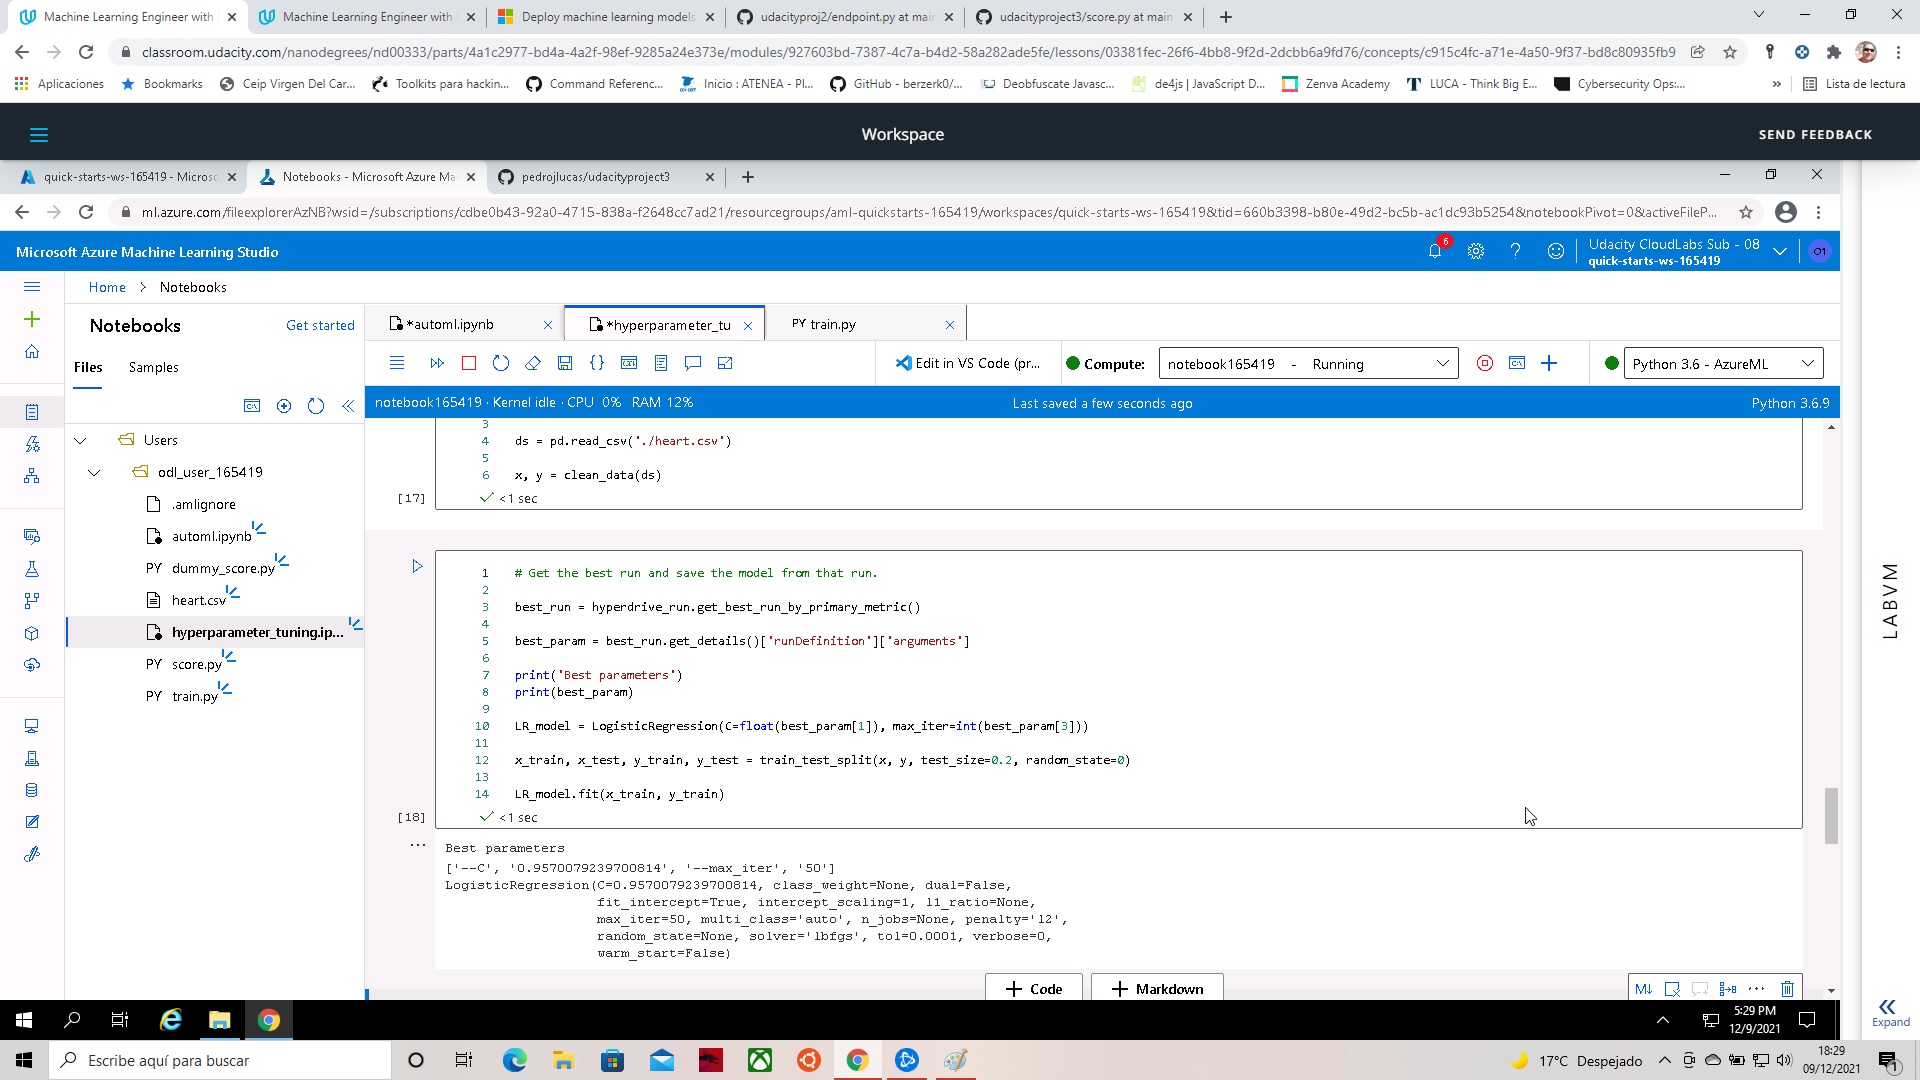 Machine Learning Engineer with
Machine Learning Engineer with
Deploy machine learning models
udacityproj2/endpoint.py at main
udacityproject3/score.py at main
classroom.udacity.com/nanodegrees/nd00333/parts/4a1c2977-bd4a-4a2f-98ef-9285a24e373e/modules/927603bd-7387-4c7a-b4d2-58a282ade5fe/lessons/03381fec-26f6-4bb8-9f2d-2dcbb6a9fd76/concepts/c915c4fc-a71e-4a50-9f37-bd8c80935fb9
Aplicaciones
Bookmarks
Ceip Virgen Del Car...
Toolkits para hackin...
Command Referenc...
Inicio : ATENEA - Pl...
GitHub - berzerk0/...
Deobfuscate Javasc...
de4js | JavaScript D...
Zenva Academy
LUCA - Think Big E...
Cybersecurity Ops:...
»
Lista de lectura
Workspace
SEND FEEDBACK
quick-starts-ws-165419 - Microso
Notebooks - Microsoft Azure Ma
pedrojlucas/udacityproject3
ml.azure.com/fileexplorerAzNB?wsid=/subscriptions/cdbe0b43-92a0-4715-838a-f2648cc7ad21/resourcegroups/aml-quickstarts-165419/workspaces/quick-starts-ws-165419&tid=660b3398-b80e-49d2-bc5b-ac1dc93b5254&notebookPivot=0&activeFileP...
Microsoft Azure Machine Learning Studio
6
Udacity CloudLabs Sub - 08
quick-starts-ws-165419
O1
Home > Notebooks
Notebooks
Get started
Files
Samples
Users
odl_user_165419
.amlignore
automl.ipynb
PY dummy_score.py
heart.csv
hyperparameter_tuning.ip...
PY score.py
PY train.py
*automl.ipynb
*hyperparameter_tu
PY train.py
Edit in VS Code (pr...
Compute:
notebook165419 - Running
Python 3.6 - AzureML
notebook165419 · Kernel idle · CPU 0% RAM 12%
Last saved a few seconds ago
Python 3.6.9
3
4 ds = pd.read_csv('./heart.csv')
5
6 x, y = clean_data(ds)
[17]
<1 sec
1 # Get the best run and save the model from that run.
2
3 best_run = hyperdrive_run.get_best_run_by_primary_metric()
4
5 best_param = best_run.get_details()['runDefinition']['arguments']
6
7 print('Best parameters')
8 print(best_param)
9
10 LR_model = LogisticRegression(C=float(best_param[1]), max_iter=int(best_param[3]))
11
12 x_train, x_test, y_train, y_test = train_test_split(x, y, test_size=0.2, random_state=0)
13
14 LR_model.fit(x_train, y_train)
[18]
<1 sec
...
Best parameters
['--C', '0.9570079239700814', '--max_iter', '50']
LogisticRegression(C=0.9570079239700814, class_weight=None, dual=False,
fit_intercept=True, intercept_scaling=1, l1_ratio=None,
max_iter=50, multi_class='auto', n_jobs=None, penalty='l2',
random_state=None, solver='lbfgs', tol=0.0001, verbose=0,
warm_start=False)
+ Code
+ Markdown
M↓
...
LABVM
Expand
5:29 PM
12/9/2021
Escribe aquí para buscar
17°C Despejado
18:29
09/12/2021
1